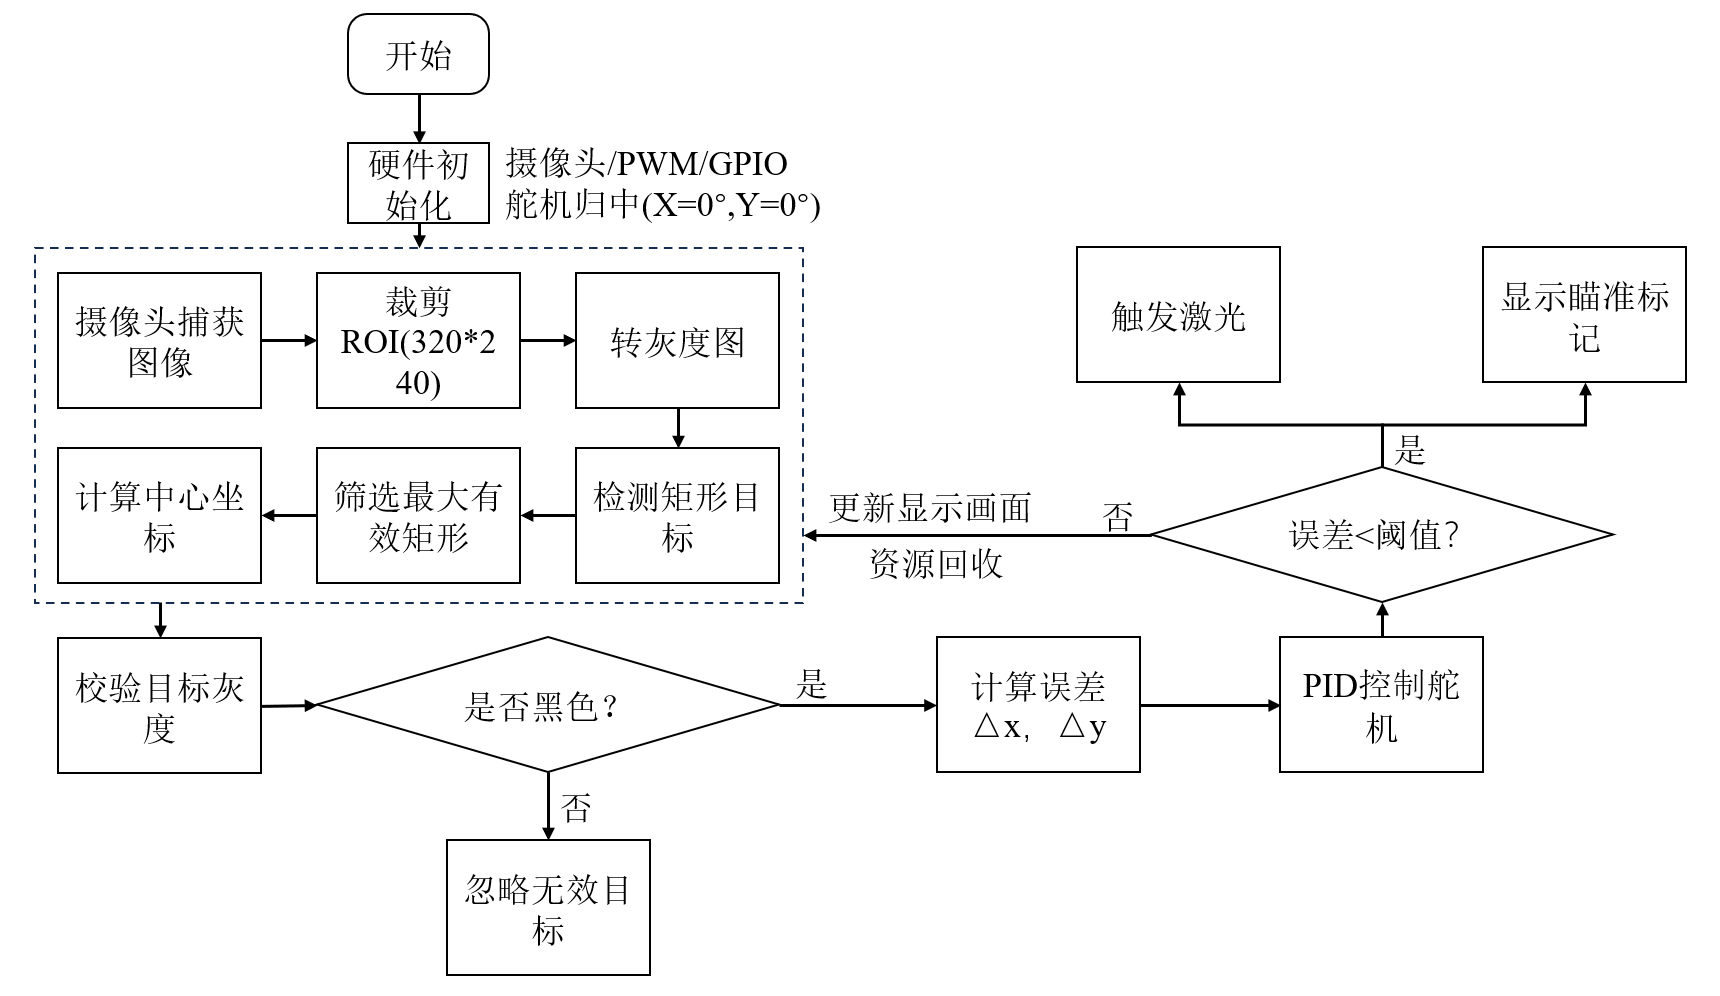 开始
硬件初
始化
摄像头/PWM/GPIO
舵机归中(X=0°,Y=0°)
摄像头捕获
图像
裁剪
ROI(320*2
40)
转灰度图
计算中心坐
标
筛选最大有
效矩形
检测矩形目
标
更新显示画面
资源回收
否
触发激光
显示瞄准标
记
是
误差<阈值?
校验目标灰
度
是否黑色?
是
计算误差
△x, △y
PID控制舵
机
否
忽略无效目
标